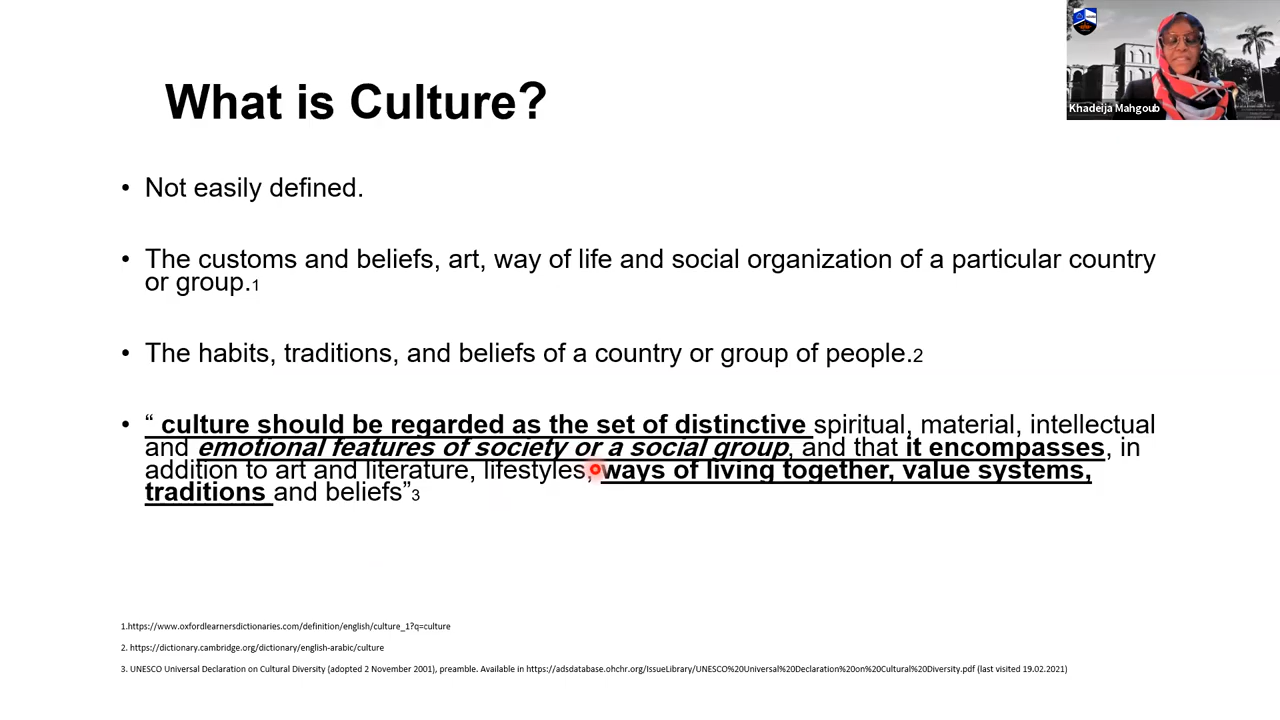 Khadeija Mahgoub
What is Culture?
• Not easily defined.
• The customs and beliefs, art, way of life and social organization of a particular country
or group.1
• The habits, traditions, and beliefs of a country or group of people.2
• “ culture should be regarded as the set of distinctive spiritual, material, intellectual
and emotional features of society or a social group, and that it encompasses, in
addition to art and literature, lifestyles, ways of living together, value systems,
traditions and beliefs”3
1.https://www.oxfordlearnersdictionaries.com/definition/english/culture_1?q=culture
2. https://dictionary.cambridge.org/dictionary/english-arabic/culture
3. UNESCO Universal Declaration on Cultural Diversity (adopted 2 November 2001), preamble. Available in https://adsdatabase.ohchr.org/IssueLibrary/UNESCO%20Universal%20Declaration%20on%20Cultural%20Diversity.pdf (last visited 19.02.2021)